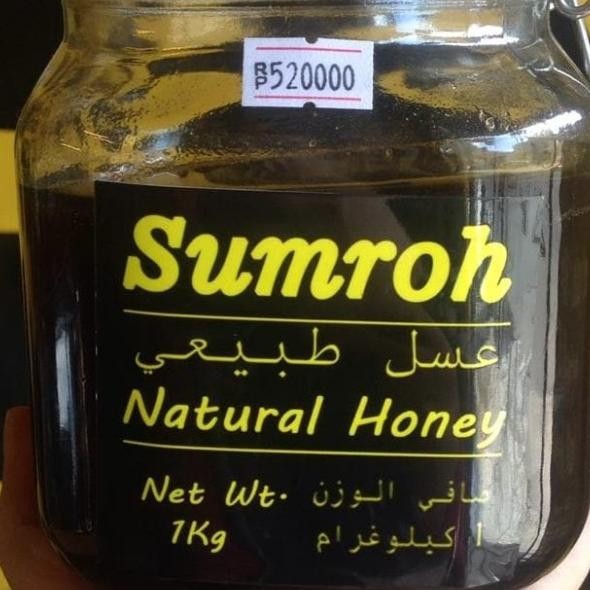 RP520000
Sumroh
عسل طبيعي
Natural Honey
Net Wt. صافي الوزن
1Kg ١ كيلوغرام